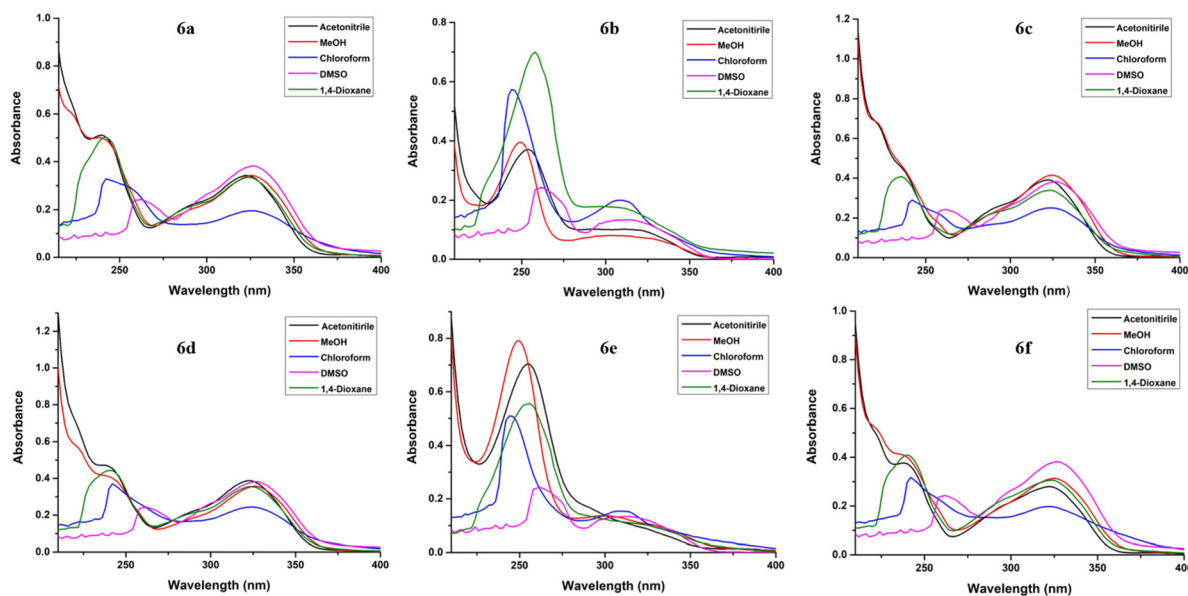 6a
Acetonitirile
MeOH
Chloroform
DMSO
1,4-Dioxane
Absorbance
1.0
0.8
0.6
0.4
0.2
0.0
250 300 350 400
Wavelength (nm)
6b
Acetonitirile
MeOH
Chloroform
DMSO
1,4-Dioxane
Absorbance
0.8
0.6
0.4
0.2
0.0
250 300 350 400
Wavelength (nm)
6c
Acetonitirile
MeOH
Chloroform
DMSO
1,4-Dioxane
Abosrbance
1.2
1.0
0.8
0.6
0.4
0.2
0.0
250 300 350 400
Wavelength (nm)
6d
Acetonitirile
MeOH
Chloroform
DMSO
1,4-Dioxane
Absorbance
1.2
1.0
0.8
0.6
0.4
0.2
0.0
250 300 350 400
Wavelength (nm)
6e
Acetonitirile
MeOH
Chloroform
DMSO
1,4-Dioxane
Absorbance
0.8
0.6
0.4
0.2
0.0
250 300 350 400
Wavelength (nm)
6f
Acetonitirile
MeOH
Chloroform
DMSO
1,4-Dioxane
Absorbance
1.0
0.8
0.6
0.4
0.2
0.0
250 300 350 400
Wavelength (nm)